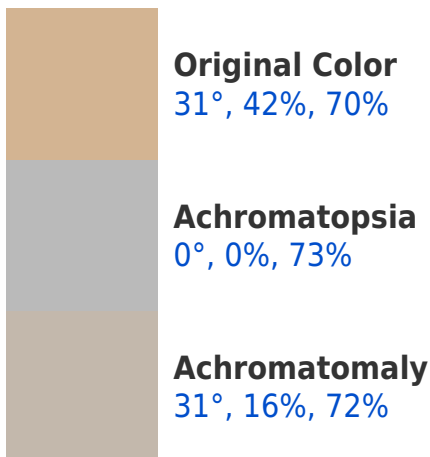 Original Color
31°, 42%, 70%
Achromatopsia
0°, 0%, 73%
Achromatomaly
31°, 16%, 72%